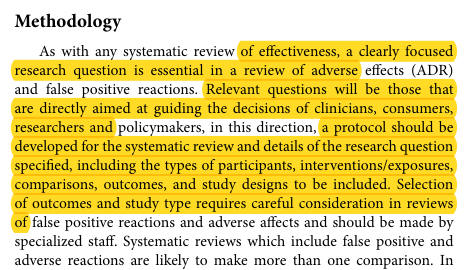 Methodology
As with any systematic review of effectiveness, a clearly focused
research question is essential in a review of adverse effects (ADR)
and false positive reactions. Relevant questions will be those that
are directly aimed at guiding the decisions of clinicians, consumers,
researchers and policymakers, in this direction, a protocol should be
developed for the systematic review and details of the research question
specified, including the types of participants, interventions/exposures,
comparisons, outcomes, and study designs to be included. Selection
of outcomes and study type requires careful consideration in reviews
of false positive reactions and adverse affects and should be made by
specialized staff. Systematic reviews which include false positive and
adverse reactions are likely to make more than one comparison. In